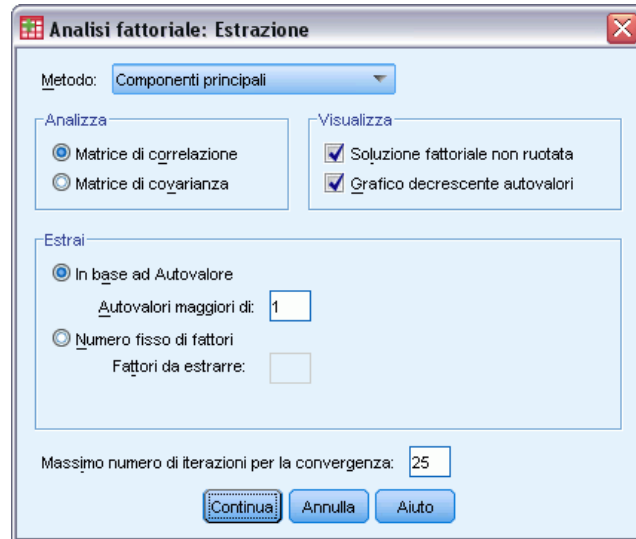 Analisi fattoriale: Estrazione
Metodo: Componenti principali
Analizza
Matrice di correlazione
Matrice di covarianza
Visualizza
Soluzione fattoriale non ruotata
Grafico decrescente autovalori
Estrai
In base ad Autovalore
Autovalori maggiori di: 1
Numero fisso di fattori
Fattori da estrarre:
Massimo numero di iterazioni per la convergenza: 25
Continua Annulla Aiuto